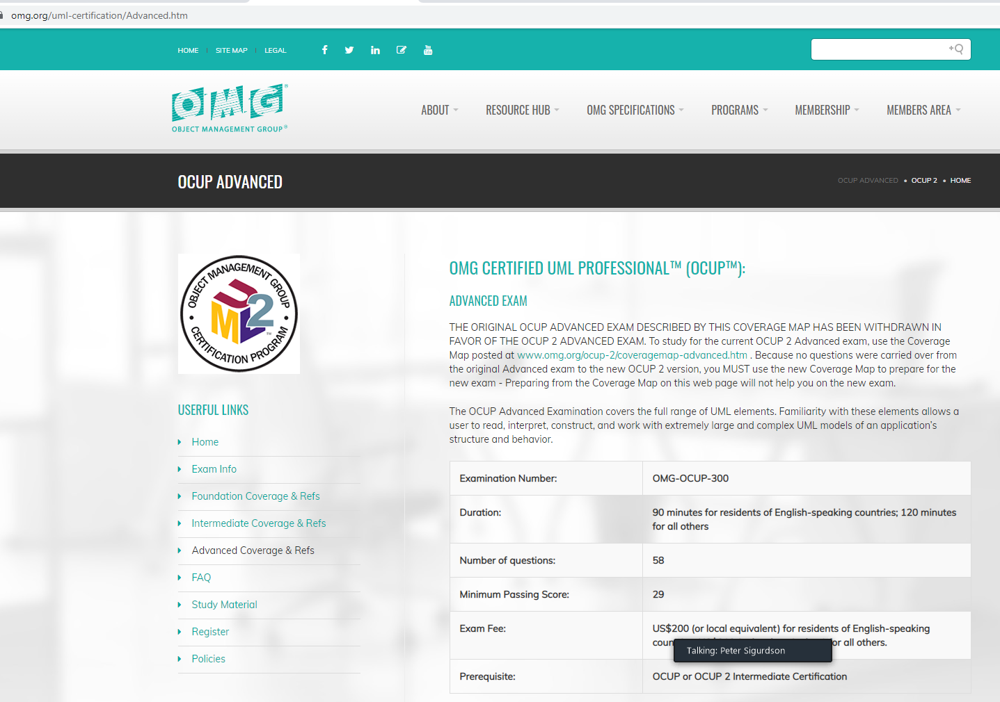 omg.org/uml-certification/Advanced.htm
HOME
SITE MAP
LEGAL
OMG®
OBJECT MANAGEMENT GROUP®
ABOUT
RESOURCE HUB
OMG SPECIFICATIONS
PROGRAMS
MEMBERSHIP
MEMBERS AREA
OCUP ADVANCED
OCUP ADVANCED • OCUP 2 • HOME
OBJECT MANAGEMENT GROUP
UML 2™
• CERTIFICATION PROGRAM •
USERFUL LINKS
Home
Exam Info
Foundation Coverage & Refs
Intermediate Coverage & Refs
Advanced Coverage & Refs
FAQ
Study Material
Register
Policies
OMG CERTIFIED UML PROFESSIONAL™ (OCUP™):
ADVANCED EXAM
THE ORIGINAL OCUP ADVANCED EXAM DESCRIBED BY THIS COVERAGE MAP HAS BEEN WITHDRAWN IN
FAVOR OF THE OCUP 2 ADVANCED EXAM. To study for the current OCUP 2 Advanced exam, use the Coverage
Map posted at www.omg.org/ocup-2/coveragemap-advanced.htm . Because no questions were carried over from
the original Advanced exam to the new OCUP 2 version, you MUST use the new Coverage Map to prepare for the
new exam - Preparing from the Coverage Map on this web page will not help you on the new exam.
The OCUP Advanced Examination covers the full range of UML elements. Familiarity with these elements allows a
user to read, interpret, construct, and work with extremely large and complex UML models of an application's
structure and behavior.
Examination Number: OMG-OCUP-300
Duration: 90 minutes for residents of English-speaking countries; 120 minutes
for all others
Number of questions: 58
Minimum Passing Score: 29
Exam Fee: US$200 (or local equivalent) for residents of English-speaking
for all others.
Talking: Peter Sigurdson
Prerequisite: OCUP or OCUP 2 Intermediate Certification